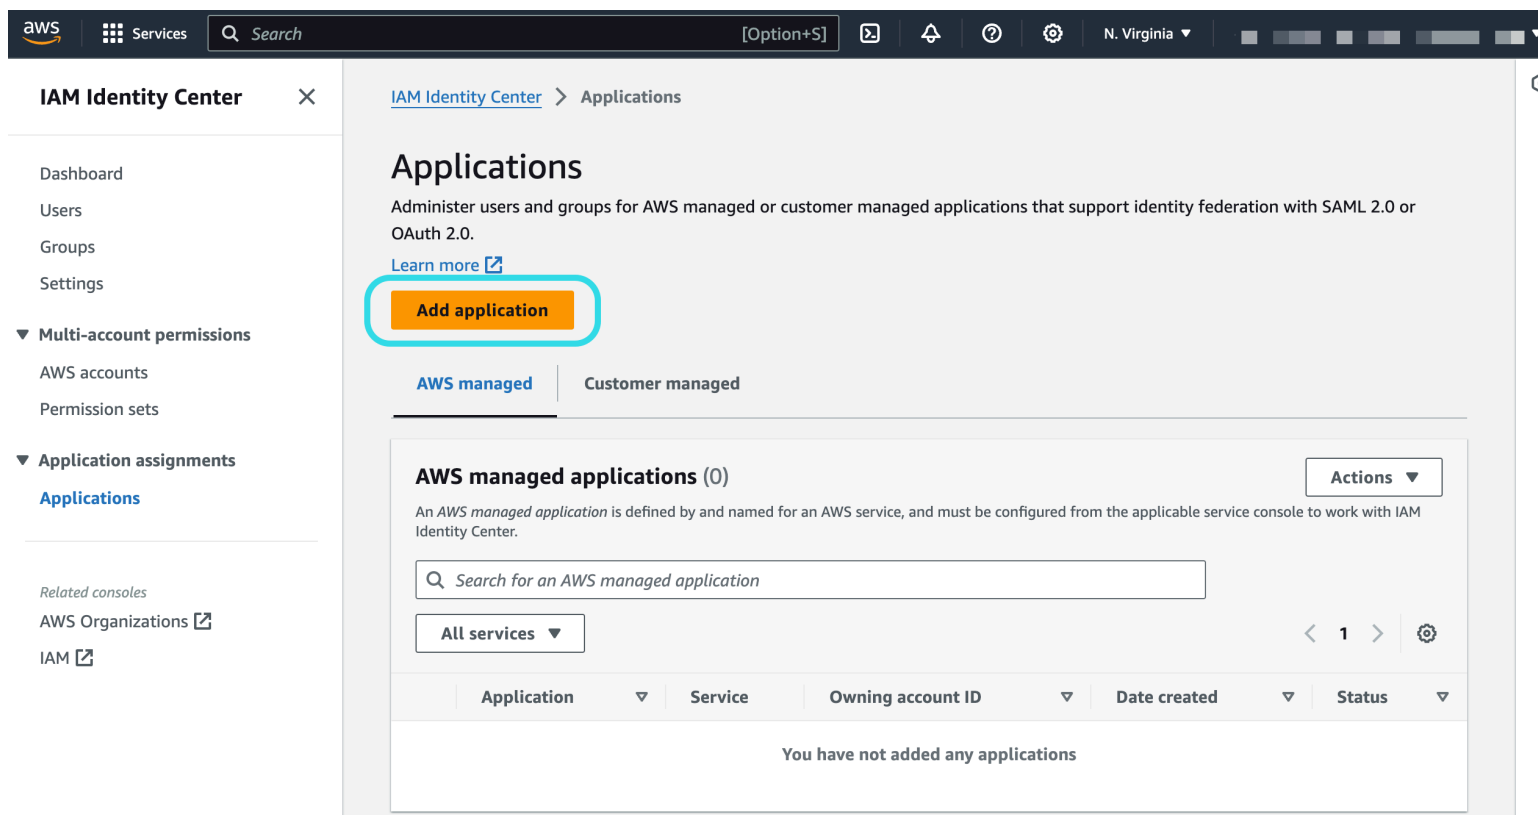 aws
Services
Search
[Option+S]
N. Virginia
IAM Identity Center
Dashboard
Users
Groups
Settings
Multi-account permissions
AWS accounts
Permission sets
Application assignments
Applications
Related consoles
AWS Organizations
IAM
IAM Identity Center > Applications
Applications
Administer users and groups for AWS managed or customer managed applications that support identity federation with SAML 2.0 or
OAuth 2.0.
Learn more
Add application
AWS managed
Customer managed
AWS managed applications (0)
Actions
An AWS managed application is defined by and named for an AWS service, and must be configured from the applicable service console to work with IAM
Identity Center.
Search for an AWS managed application
All services
1
Application
Service
Owning account ID
Date created
Status
You have not added any applications